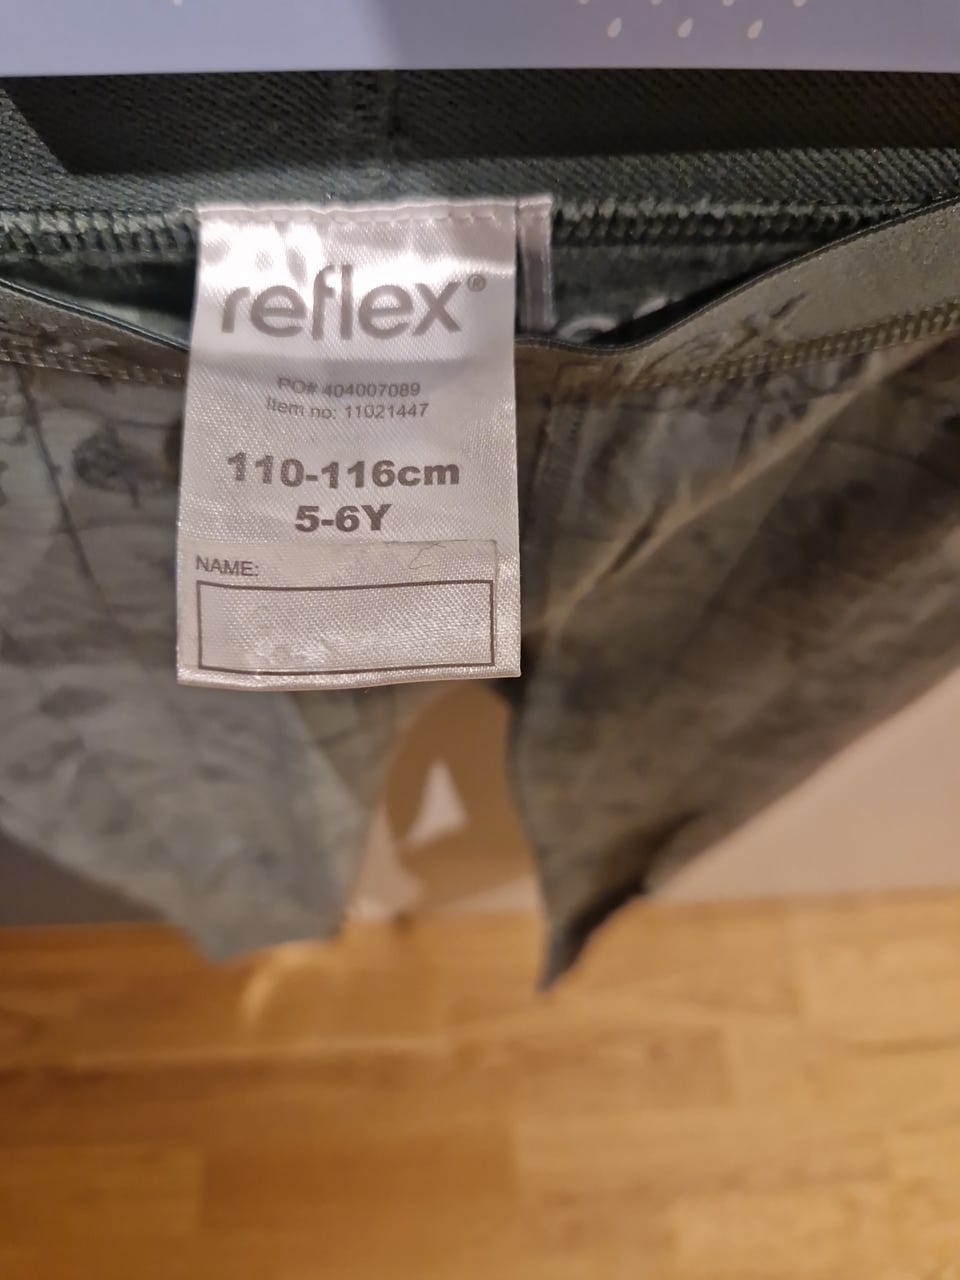 reflex®
PO# 404007089
Item no: 11021447
110-116cm
5-6Y
NAME: